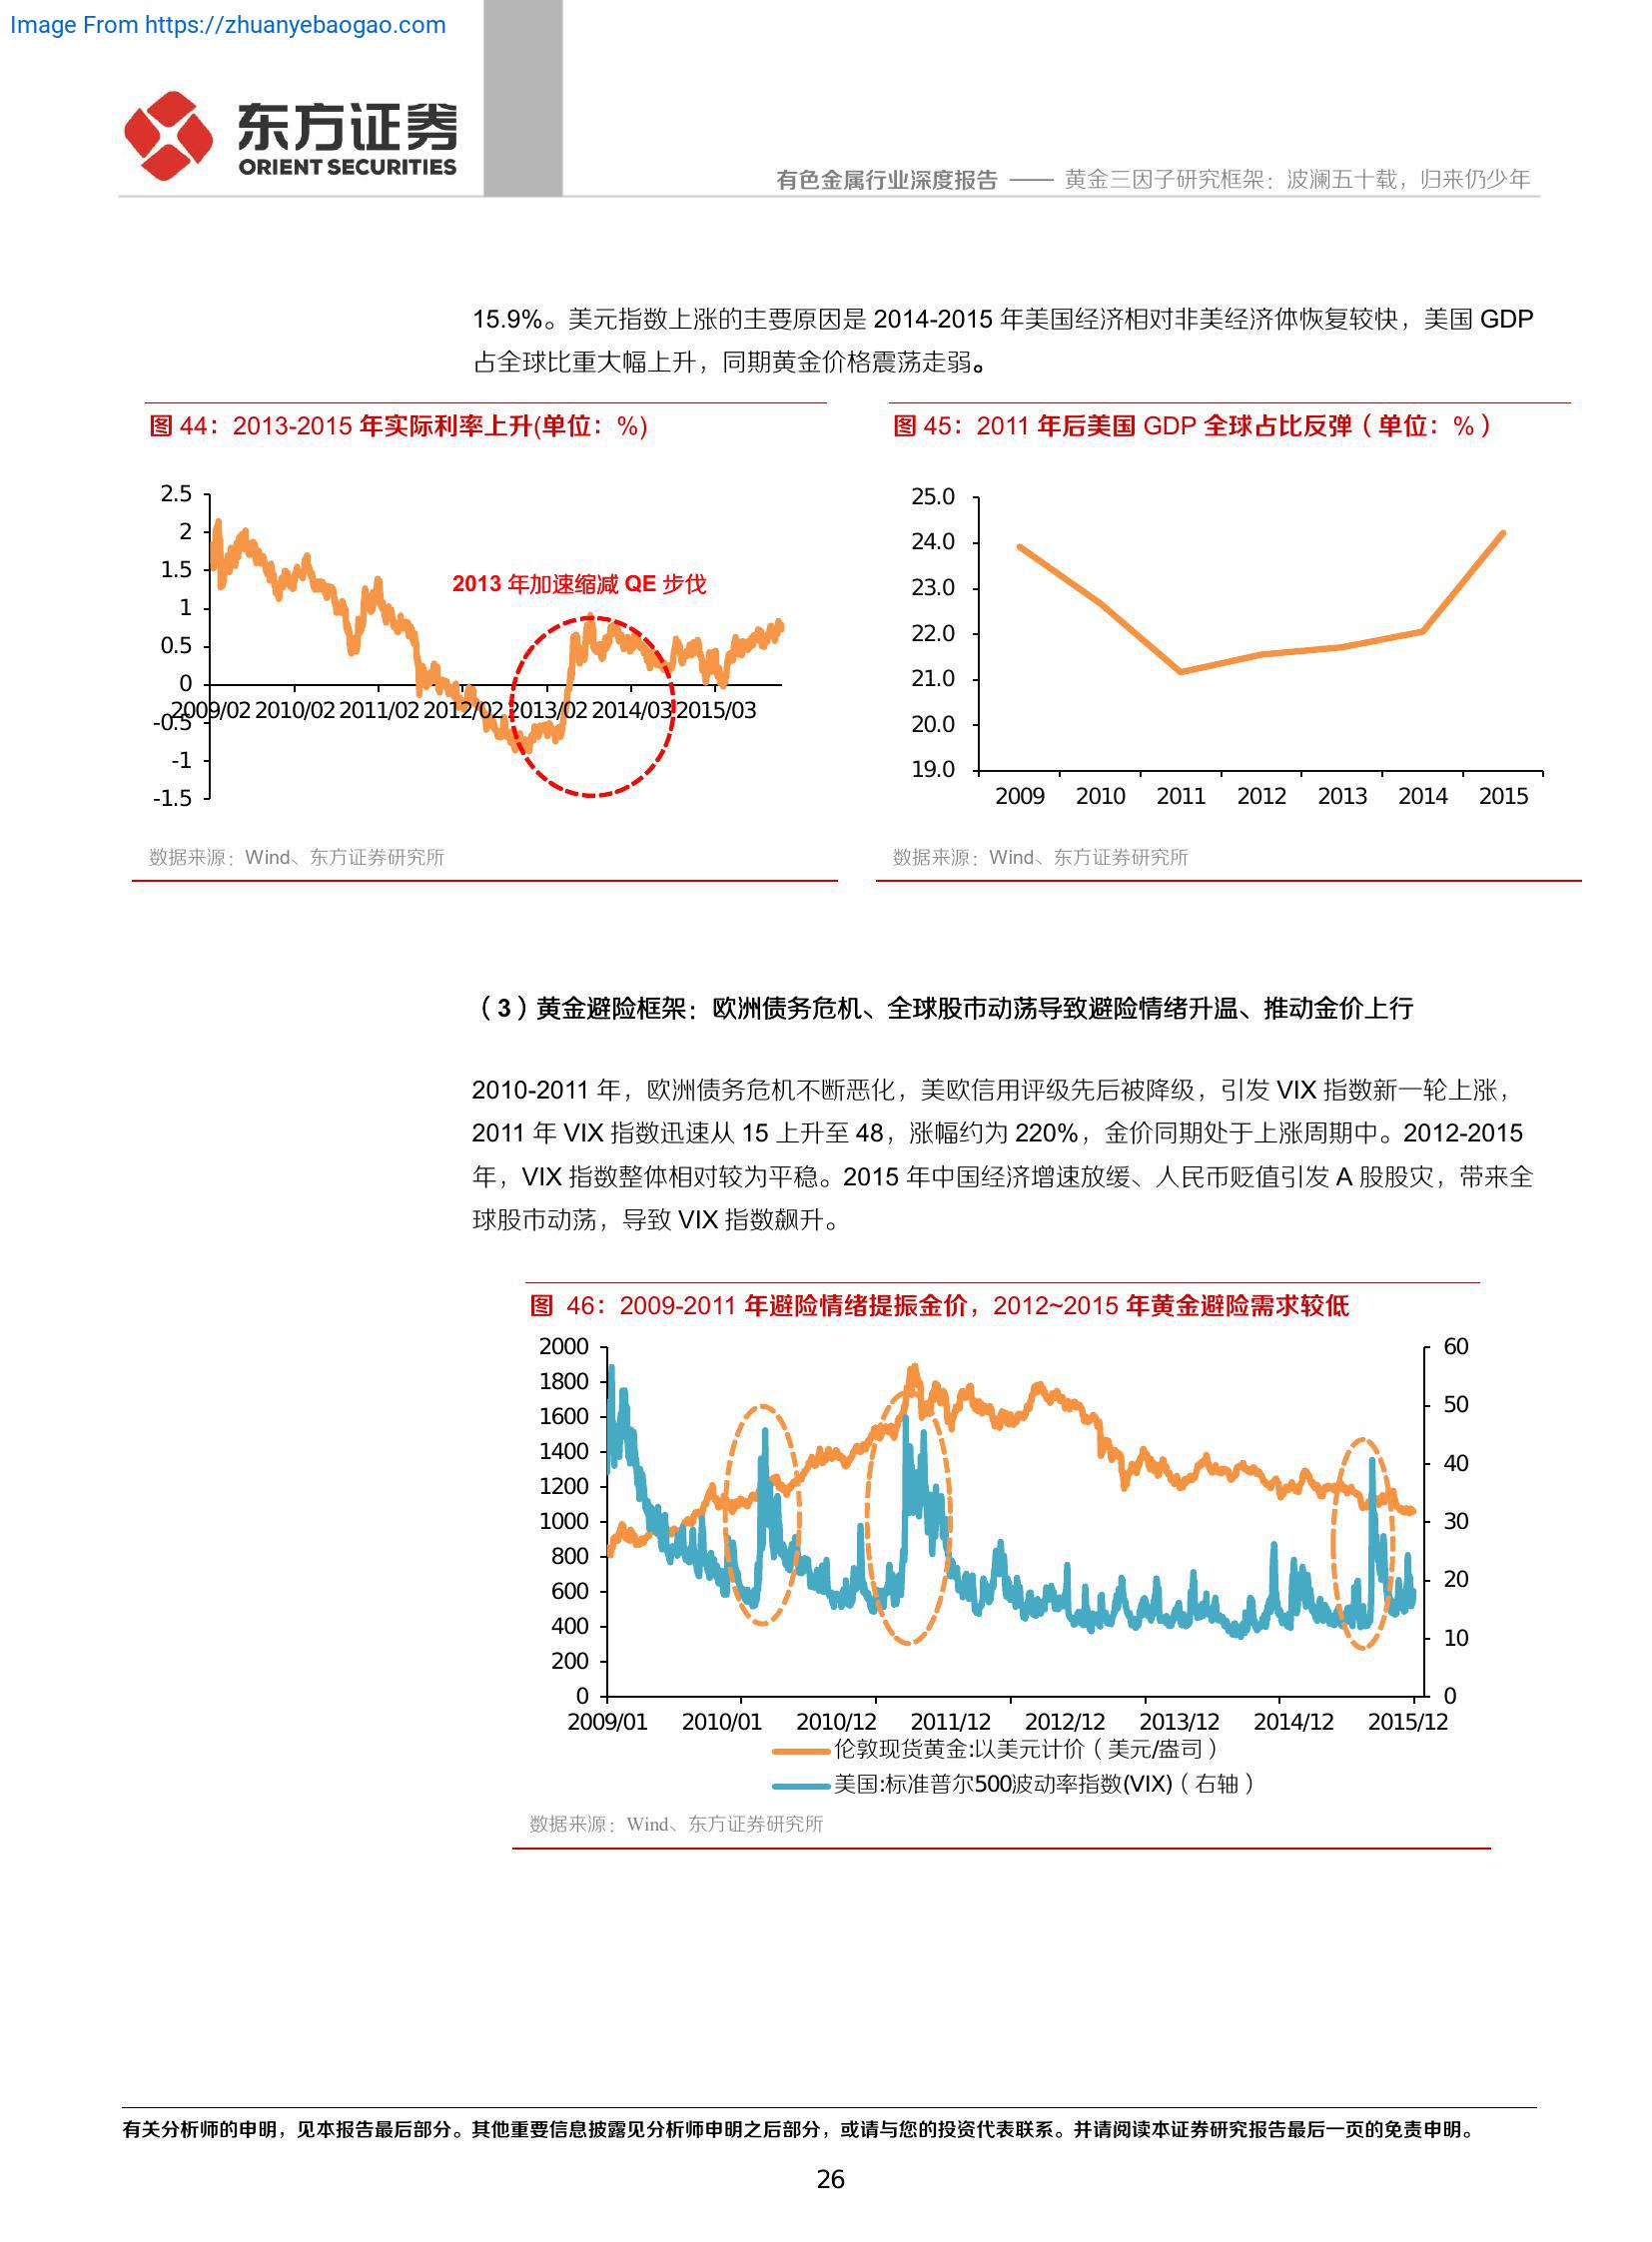 Image From https://zhuanyebaogao.com
东方证券
ORIENT SECURITIES
有色金属行业深度报告 —— 黄金三因子研究框架：波澜五十载，归来仍少年
15.9%。美元指数上涨的主要原因是 2014-2015 年美国经济相对非美经济体恢复较快，美国 GDP
占全球比重大幅上升，同期黄金价格震荡走弱。
图 44：2013-2015 年实际利率上升(单位：%)
2.5
2
1.5
1
0.5
0
-0.5
-1
-1.5
2013 年加速缩减 QE 步伐
2009/02 2010/02 2011/02 2012/02 2013/02 2014/03 2015/03
数据来源：Wind、东方证券研究所
图 45：2011 年后美国 GDP 全球占比反弹（单位：%）
25.0
24.0
23.0
22.0
21.0
20.0
19.0
2009 2010 2011 2012 2013 2014 2015
数据来源：Wind、东方证券研究所
（3）黄金避险框架：欧洲债务危机、全球股市动荡导致避险情绪升温、推动金价上行
2010-2011 年，欧洲债务危机不断恶化，美欧信用评级先后被降级，引发 VIX 指数新一轮上涨，
2011 年 VIX 指数迅速从 15 上升至 48，涨幅约为 220%，金价同期处于上涨周期中。2012-2015
年，VIX 指数整体相对较为平稳。2015 年中国经济增速放缓、人民币贬值引发 A 股股灾，带来全
球股市动荡，导致 VIX 指数飙升。
图 46：2009-2011 年避险情绪提振金价，2012~2015 年黄金避险需求较低
2000
1800
1600
1400
1200
1000
800
600
400
200
0
60
50
40
30
20
10
0
2009/01 2010/01 2010/12 2011/12 2012/12 2013/12 2014/12 2015/12
伦敦现货黄金:以美元计价（美元/盎司）
美国:标准普尔500波动率指数(VIX)（右轴）
数据来源：Wind、东方证券研究所
有关分析师的申明，见本报告最后部分。其他重要信息披露见分析师申明之后部分，或请与您的投资代表联系。并请阅读本证券研究报告最后一页的免责申明。
26